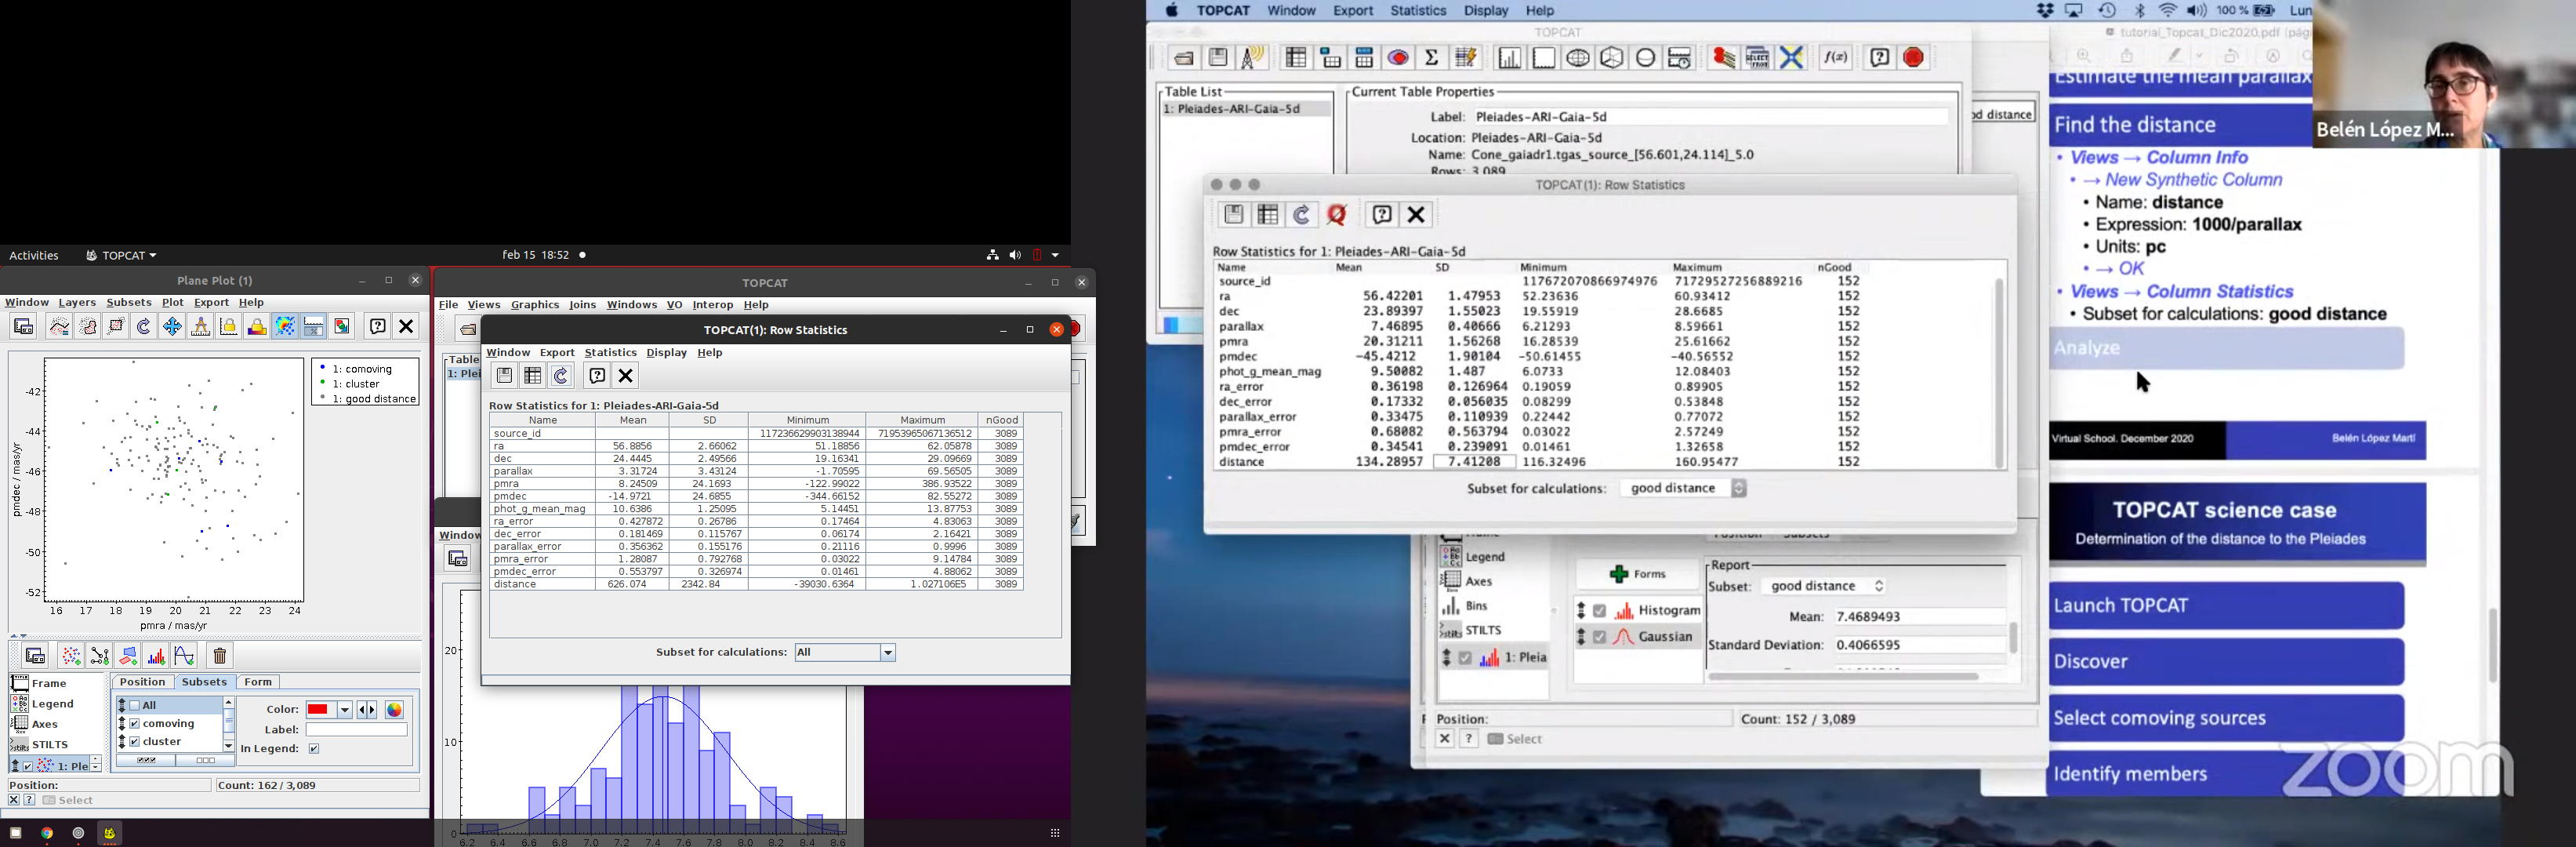 Activities
TOPCAT
feb 15 18:52
Plane Plot (1)
Window Layers Subsets Plot Export Help
1: comoving
1: cluster
1: good distance
pmdec / mas/yr
-42
-44
-46
-48
-50
-52
16 17 18 19 20 21 22 23 24
pmra / mas/yr
Frame
Legend
Axes
STILTS
1: Ple
Position Subsets Form
All
comoving
cluster
Color:
Label:
In Legend:
Position:
Count: 162 / 3,089
Select
TOPCAT
File Views Graphics Joins Windows VO Interop Help
Table
1: Plei
Window
TOPCAT(1): Row Statistics
Window Export Statistics Display Help
Row Statistics for 1: Pleiades-ARI-Gaia-5d
Name Mean SD Minimum Maximum nGood
source_id 117236629903138944 71953965067136512 3089
ra 56.8856 2.66062 51.18856 62.05878 3089
dec 24.4445 2.49566 19.16341 29.09669 3089
parallax 3.31724 3.43124 -1.70595 69.56505 3089
pmra 8.24509 24.1693 -122.99022 386.93522 3089
pmdec -14.9721 24.6855 -344.66152 82.55272 3089
phot_g_mean_mag 10.6386 1.25095 5.14451 13.87753 3089
ra_error 0.427872 0.26786 0.17464 4.83063 3089
dec_error 0.181469 0.115767 0.06174 2.16421 3089
parallax_error 0.356362 0.155176 0.21116 0.9996 3089
pmra_error 1.28087 0.792768 0.03022 9.14784 3089
pmdec_error 0.553797 0.326974 0.01461 4.88062 3089
distance 626.074 2342.84 -39030.6364 1.027106E5 3089
Subset for calculations: All
20
10
0
6.2 6.4 6.6 6.8 7.0 7.2 7.4 7.6 7.8 8.0 8.2 8.4 8.6
TOPCAT Window Export Statistics Display Help
100 % Lun
TOPCAT
Table List
1: Pleiades-ARI-Gaia-5d
Current Table Properties
Label: Pleiades-ARI-Gaia-5d
Location: Pleiades-ARI-Gaia-5d
Name: Cone_gaiadr1.tgas_source_[56.601,24.114]_5.0
Rows: 3,089
TOPCAT(1): Row Statistics
Row Statistics for 1: Pleiades-ARI-Gaia-5d
Name Mean SD Minimum Maximum nGood
source_id 117672070866974976 71729527256889216 152
ra 56.42201 1.47953 52.23636 60.93412 152
dec 23.89397 1.55023 19.55919 28.6685 152
parallax 7.46895 0.40666 6.21293 8.59661 152
pmra 20.31211 1.56268 16.28539 25.61662 152
pmdec -45.4212 1.90104 -50.61455 -40.56552 152
phot_g_mean_mag 9.50082 1.487 6.0733 12.08403 152
ra_error 0.36198 0.126964 0.19059 0.89905 152
dec_error 0.17332 0.056035 0.08299 0.53848 152
parallax_error 0.33475 0.110939 0.22442 0.77072 152
pmra_error 0.68082 0.563794 0.03022 2.57249 152
pmdec_error 0.34541 0.239091 0.01461 1.32658 152
distance 134.28957 7.41208 116.32496 160.95477 152
Subset for calculations: good distance
Legend
Axes
Bins
STILTS
1: Pleia
Forms
Histogram
Gaussian
Report
Subset: good distance
Mean: 7.4689493
Standard Deviation: 0.4066595
Position:
Count: 152 / 3,089
Select
tutorial_Topcat_Dic2020.pdf
Estimate the mean parallax
Find the distance
• Views → Column Info
• → New Synthetic Column
• Name: distance
• Expression: 1000/parallax
• Units: pc
• → OK
• Views → Column Statistics
• Subset for calculations: good distance
Analyze
Virtual School. December 2020
Belén López Martí
TOPCAT science case
Determination of the distance to the Pleiades
Launch TOPCAT
Discover
Select comoving sources
Identify members
Belén López M...
zoom